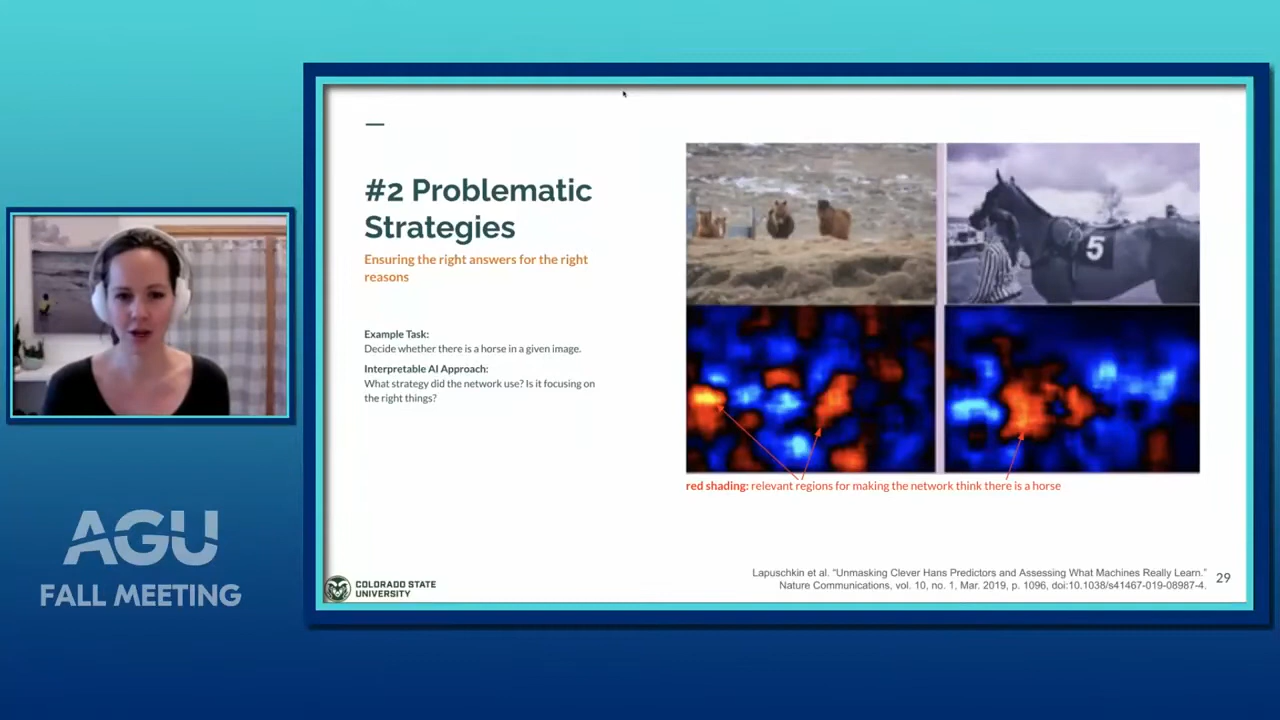 #2 Problematic
Strategies
Ensuring the right answers for the right
reasons
Example Task:
Decide whether there is a horse in a given image.
Interpretable AI Approach:
What strategy did the network use? Is it focusing on
the right things?
5
red shading: relevant regions for making the network think there is a horse
Lapuschkin et al. “Unmasking Clever Hans Predictors and Assessing What Machines Really Learn.”
Nature Communications, vol. 10, no. 1, Mar. 2019, p. 1096, doi:10.1038/s41467-019-08987-4.
29
COLORADO STATE
UNIVERSITY
AGU
FALL MEETING